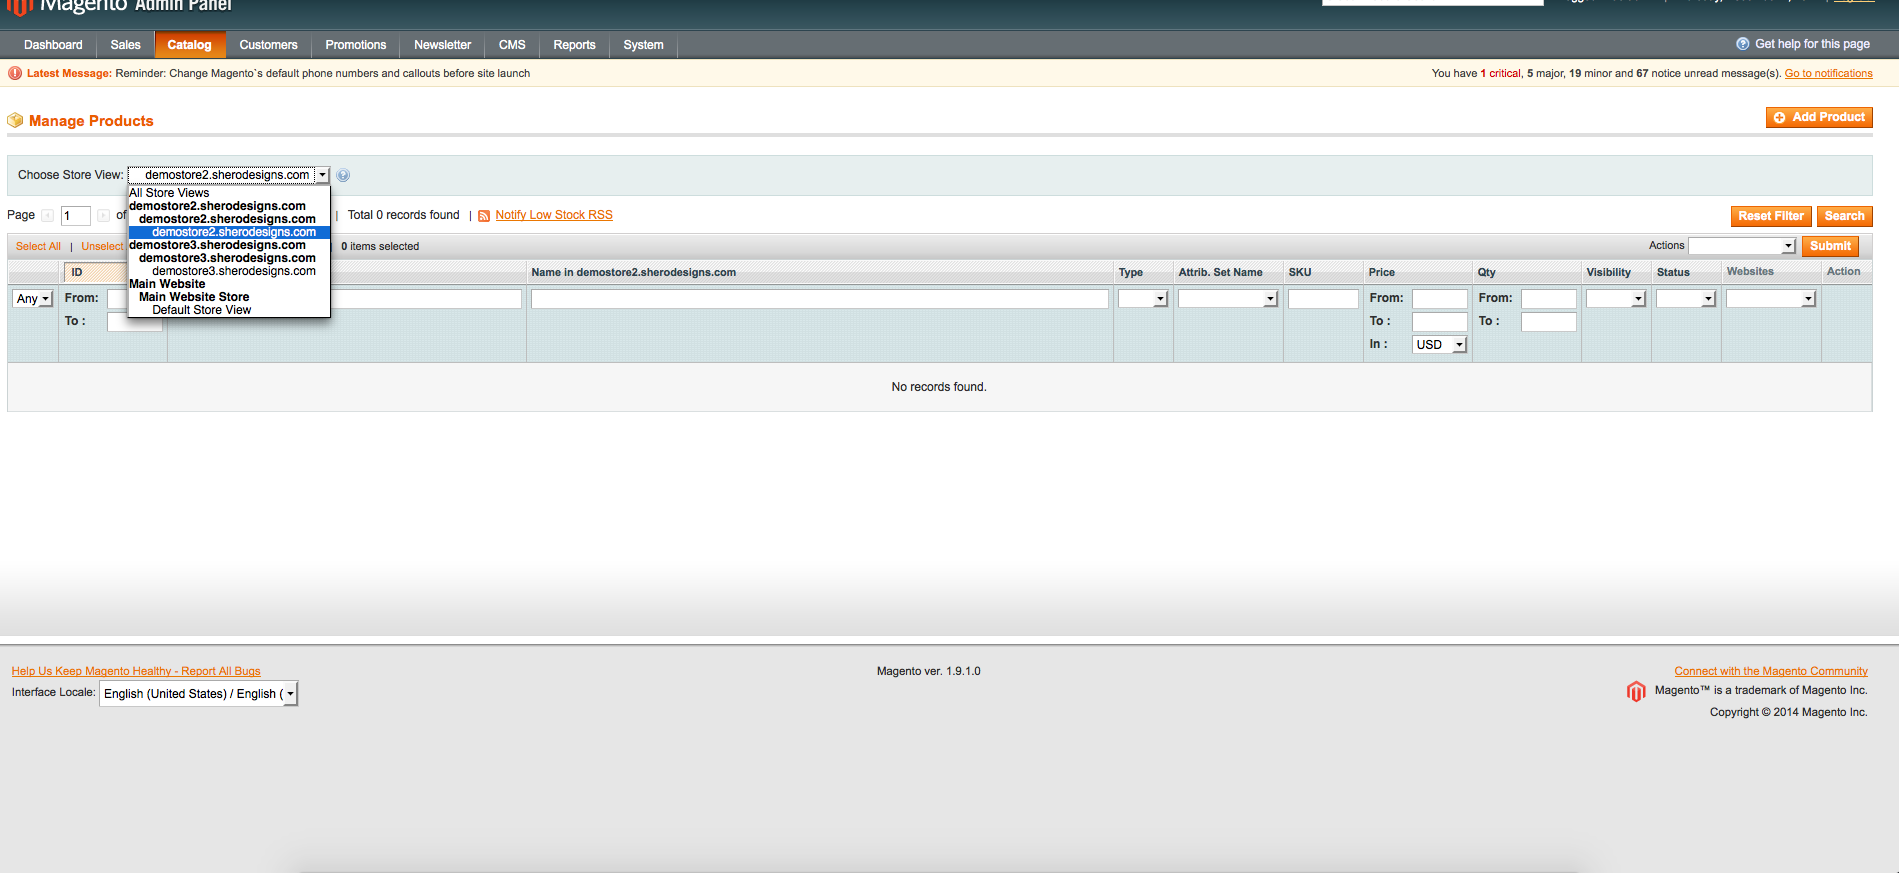 Magento Admin Panel
Dashboard Sales Catalog Customers Promotions Newsletter CMS Reports System Get help for this page
Latest Message: Reminder: Change Magento`s default phone numbers and callouts before site launch You have 1 critical, 5 major, 19 minor and 67 notice unread message(s). Go to notifications
Manage Products Add Product
Choose Store View: demostore2.sherodesigns.com
All Store Views
demostore2.sherodesigns.com
demostore2.sherodesigns.com
demostore2.sherodesigns.com
demostore3.sherodesigns.com
demostore3.sherodesigns.com
demostore3.sherodesigns.com
Main Website
Main Website Store
Default Store View
Page 1 of | Total 0 records found | Notify Low Stock RSS Reset Filter Search
Select All | Unselect 0 items selected Actions Submit
ID Name in demostore2.sherodesigns.com Type Attrib. Set Name SKU Price Qty Visibility Status Websites Action
Any From: From: From:
To : To : To :
In : USD
No records found.
Help Us Keep Magento Healthy - Report All Bugs Magento ver. 1.9.1.0 Connect with the Magento Community
Interface Locale: English (United States) / English ( Magento™ is a trademark of Magento Inc.
Copyright © 2014 Magento Inc.